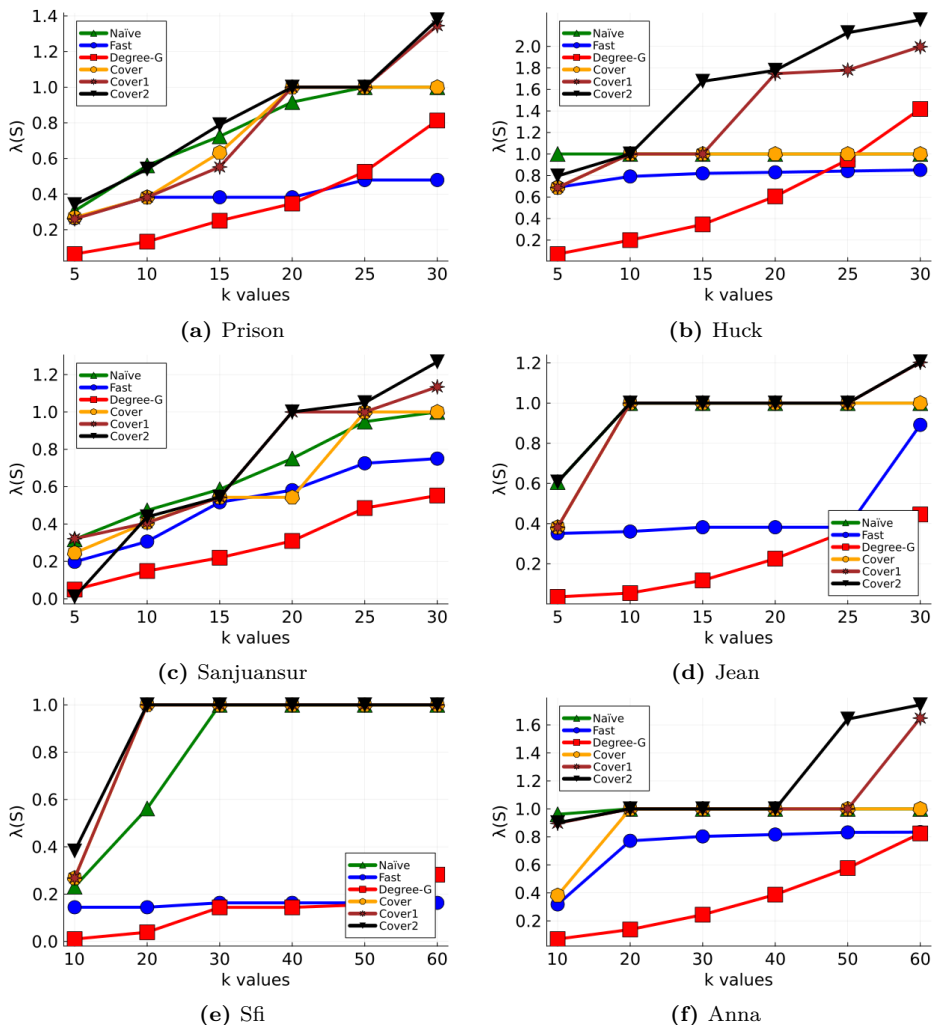 λ(S)
1.4
1.2
1.0
0.8
0.6
0.4
0.2
Naïve
Fast
Degree-G
Cover
Cover1
Cover2
5 10 15 20 25 30
k values
(a) Prison
λ(S)
2.0
1.8
1.6
1.4
1.2
1.0
0.8
0.6
0.4
0.2
Naïve
Fast
Degree-G
Cover
Cover1
Cover2
5 10 15 20 25 30
k values
(b) Huck
λ(S)
1.2
1.0
0.8
0.6
0.4
0.2
0.0
Naïve
Fast
Degree-G
Cover
Cover1
Cover2
5 10 15 20 25 30
k values
(c) Sanjuansur
λ(S)
1.2
1.0
0.8
0.6
0.4
0.2
Naïve
Fast
Degree-G
Cover
Cover1
Cover2
5 10 15 20 25 30
k values
(d) Jean
λ(S)
1.0
0.8
0.6
0.4
0.2
0.0
Naïve
Fast
Degree-G
Cover
Cover1
Cover2
10 20 30 40 50 60
k values
(e) Sfi
λ(S)
1.6
1.4
1.2
1.0
0.8
0.6
0.4
0.2
Naïve
Fast
Degree-G
Cover
Cover1
Cover2
10 20 30 40 50 60
k values
(f) Anna